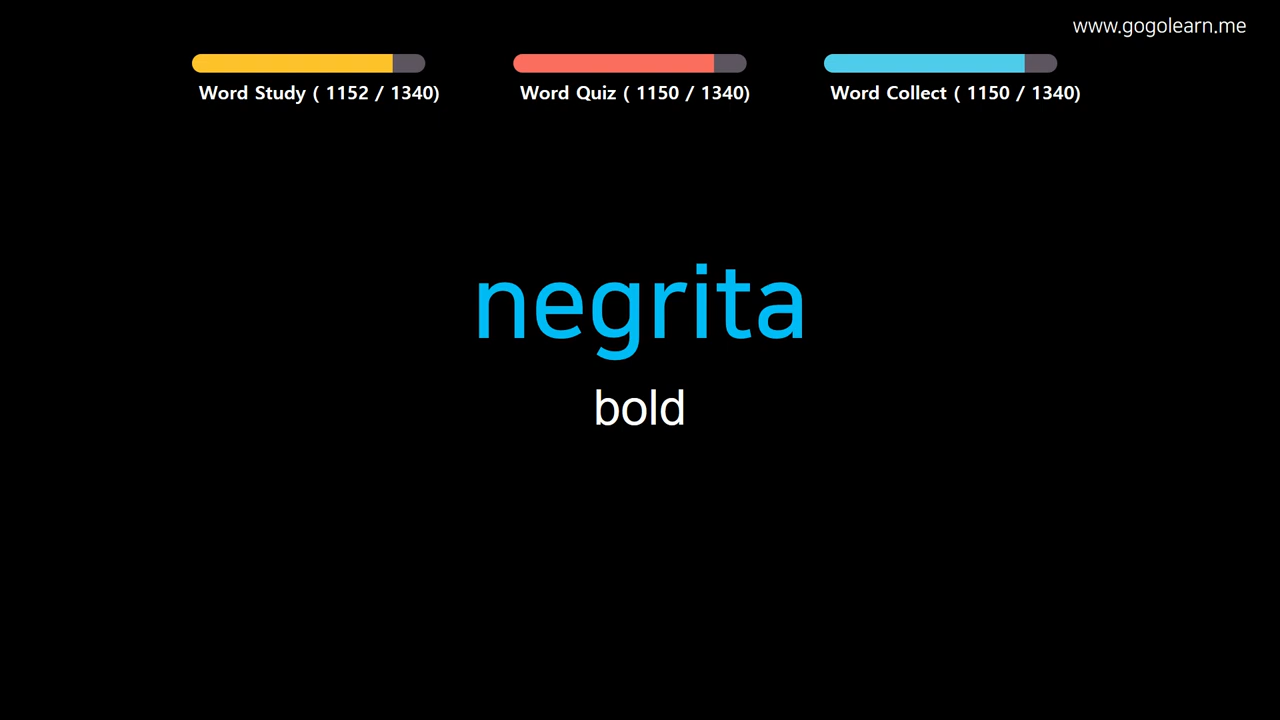 www.gogolearn.me
Word Study ( 1152 / 1340)
Word Quiz ( 1150 / 1340)
Word Collect ( 1150 / 1340)
negrita
bold